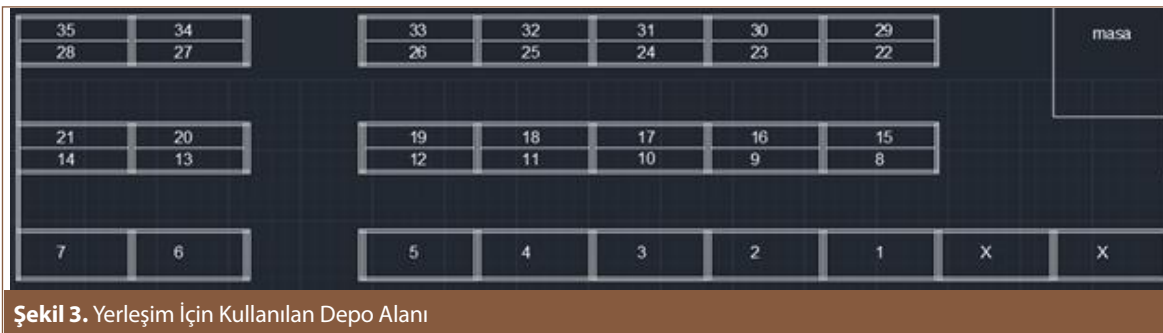 35 34 33 32 31 30 29 masa
28 27 26 25 24 23 22
21 20 19 18 17 16 15
14 13 12 11 10 9 8
7 6 5 4 3 2 1 X X
Şekil 3. Yerleşim İçin Kullanılan Depo Alanı